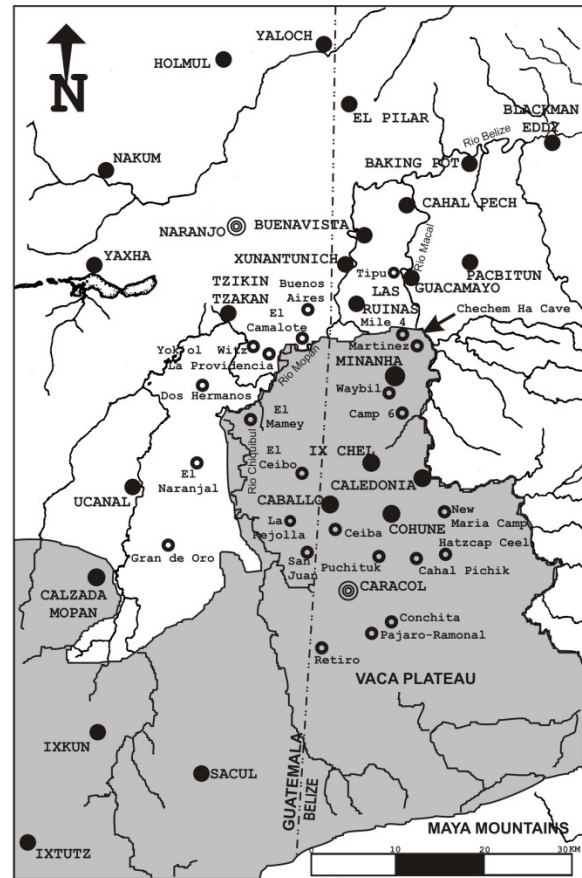 YALOCH
HOLMUL
N
EL PILAR
BLACKMAN
EDDY
Rio Belize
BAKING POT
NAKUM
CAHAL PECH
NARANJO
BUENAVISTA
Rio Macal
YAXHA
XUNANTUNICH
Tipu
PACBITUN
GUACAMAYO
TZIKIN
TZAKAN
Buenos
Aires
LAS
RUINAS
El
Camalote
Mile 4
Chechem Ha Cave
Yok'ol Witz
Martinez
La Providencia
Rio Mopan
MINANHA
Dos Hermanos
Waybil
El
Mamey
Camp 6
Rio Chiquibul
El
Ceibo
IX CHEL
El
Naranjal
CALEDONIA
UCANAL
CABALLO
COHUNE
New
Maria Camp
La
Rejolla
Ceiba
Hatzcap Ceel
Gran de Oro
San
Juan
Puchituk
Cahal Pichik
CALZADA
MOPAN
CARACOL
Conchita
Pajaro-Ramonal
Retiro
VACA PLATEAU
IXKUN
SACUL
GUATEMALA
BELIZE
MAYA MOUNTAINS
IXTUTZ
0 10 20 30KM